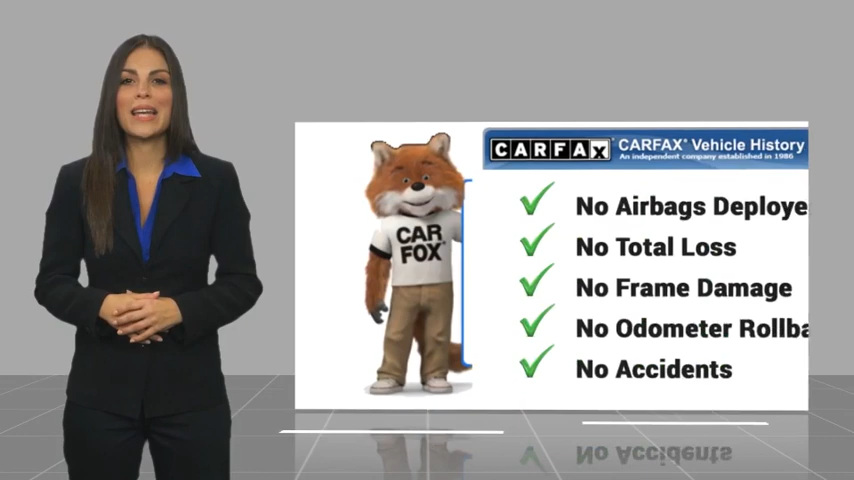 CARFAX
CARFAX® Vehicle History
An independent company established in 1986
CAR
FOX®
No Airbags Deploye
No Total Loss
No Frame Damage
No Odometer Rollba
No Accidents
No Accidents